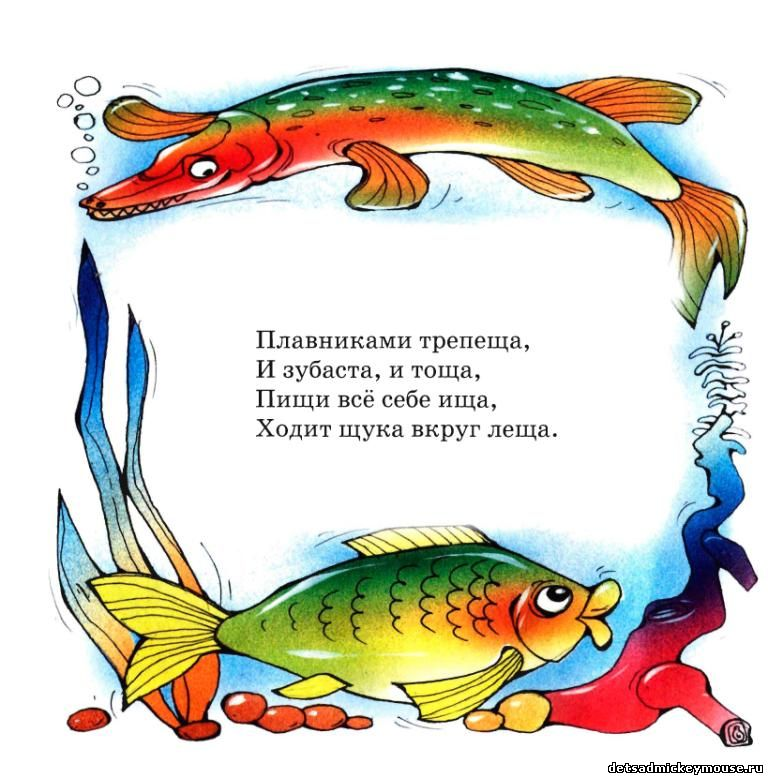 Плавниками трепеща,
И зубаста, и тоща,
Пищи всё себе ища,
Ходит щука вкруг леща.
detsadmickeymouse.ru